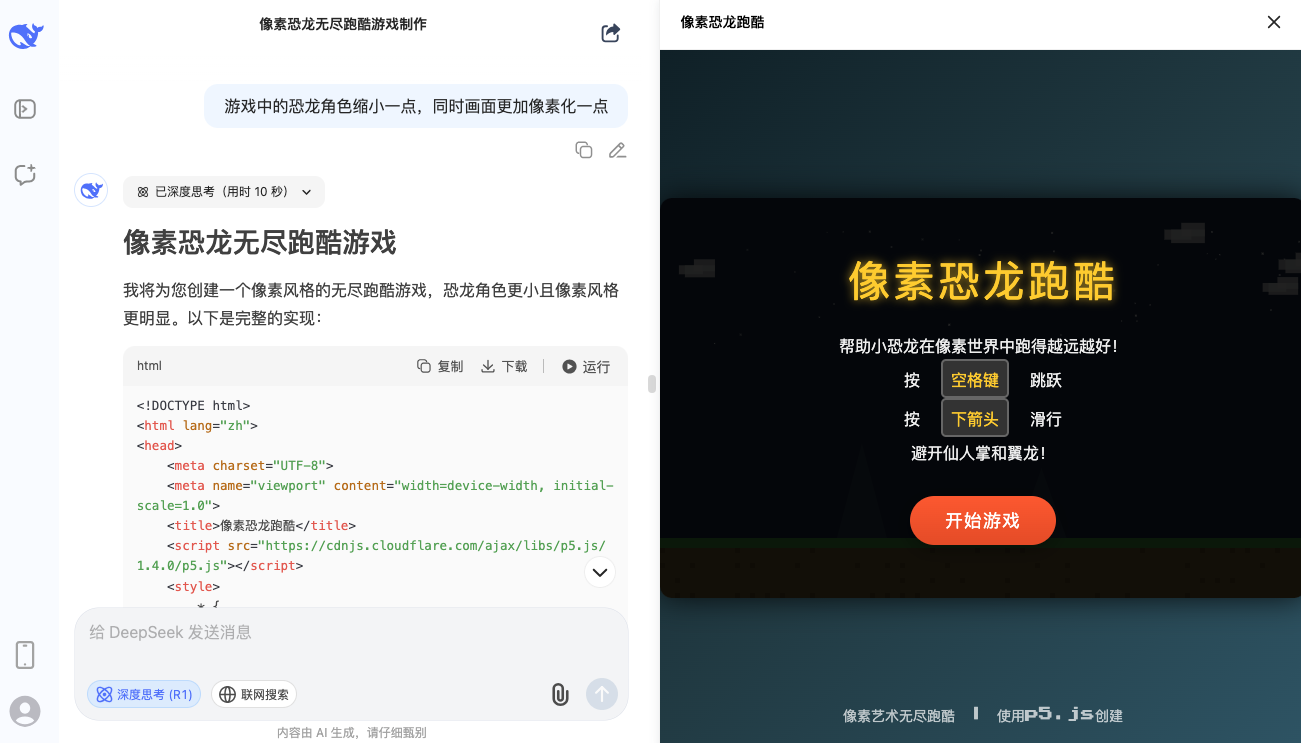 像素恐龙无尽跑酷游戏制作
游戏中的恐龙角色缩小一点，同时画面更加像素化一点
已深度思考（用时 10 秒）
像素恐龙无尽跑酷游戏
我将为您创建一个像素风格的无尽跑酷游戏，恐龙角色更小且像素风格
更明显。以下是完整的实现：
html 复制 下载 运行
<!DOCTYPE html>
<html lang="zh">
<head>
    <meta charset="UTF-8">
    <meta name="viewport" content="width=device-width, initial-
scale=1.0">
    <title>像素恐龙跑酷</title>
    <script src="https://cdnjs.cloudflare.com/ajax/libs/p5.js/
1.4.0/p5.js"></script>
    <style>
        * {
给 DeepSeek 发送消息
深度思考 (R1) 联网搜索
内容由 AI 生成，请仔细甄别
像素恐龙跑酷
像素恐龙跑酷
帮助小恐龙在像素世界中跑得越远越好！
按 空格键 跳跃
按 下箭头 滑行
避开仙人掌和翼龙！
开始游戏
像素艺术无尽跑酷 | 使用p5.js创建